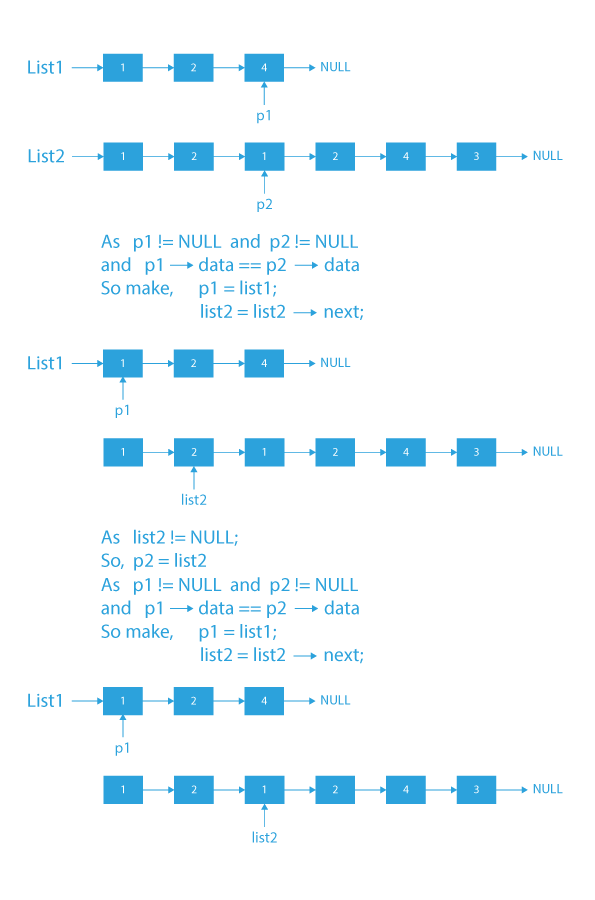 List1 1 2 4 NULL
p1
List2 1 2 1 2 4 3 NULL
p2
As p1 != NULL and p2 != NULL
and p1 → data == p2 → data
So make, p1 = list1;
list2 = list2 → next;
List1 1 2 4 NULL
p1
1 2 1 2 4 3 NULL
list2
As list2 != NULL;
So, p2 = list2
As p1 != NULL and p2 != NULL
and p1 → data == p2 → data
So make, p1 = list1;
list2 = list2 → next;
List1 1 2 4 NULL
p1
1 2 1 2 4 3 NULL
list2